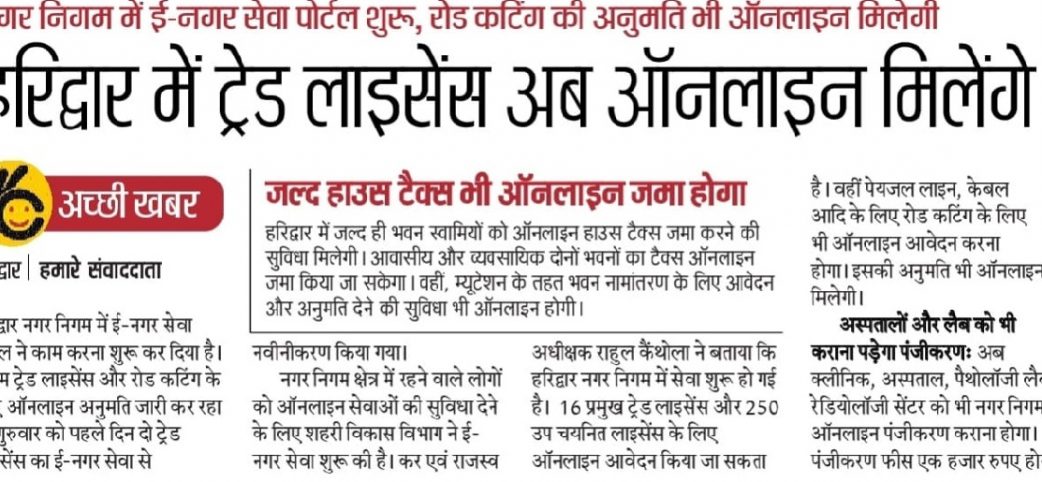 निगम में ई-नगर सेवा पोर्टल शुरू, रोड कटिंग की अनुमति भी ऑनलाइन मिलेगी
हरिद्वार में ट्रेड लाइसेंस अब ऑनलाइन मिलेंगे
अच्छी खबर
हमारे संवाददाता
नगर निगम में ई-नगर सेवा
ने काम करना शुरू कर दिया है।
ट्रेड लाइसेंस और रोड कटिंग के
ऑनलाइन अनुमति जारी कर रहा
गुरुवार को पहले दिन दो ट्रेड
का ई-नगर सेवा से
जल्द हाउस टैक्स भी ऑनलाइन जमा होगा
हरिद्वार में जल्द ही भवन स्वामियों को ऑनलाइन हाउस टैक्स जमा करने की
सुविधा मिलेगी। आवासीय और व्यवसायिक दोनों भवनों का टैक्स ऑनलाइन
जमा किया जा सकेगा। वहीं, म्यूटेशन के तहत भवन नामांतरण के लिए आवेदन
और अनुमति देने की सुविधा भी ऑनलाइन होगी।
नवीनीकरण किया गया।
नगर निगम क्षेत्र में रहने वाले लोगों
को ऑनलाइन सेवाओं की सुविधा देने
के लिए शहरी विकास विभाग ने ई-
नगर सेवा शुरू की है। कर एवं राजस्व
अधीक्षक राहुल कैंथोला ने बताया कि
हरिद्वार नगर निगम में सेवा शुरू हो गई
है। 16 प्रमुख ट्रेड लाइसेंस और 250
उप चयनित लाइसेंस के लिए
ऑनलाइन आवेदन किया जा सकता
है। वहीं पेयजल लाइन, केबल
आदि के लिए रोड कटिंग के लिए
भी ऑनलाइन आवेदन करना
होगा। इसकी अनुमति भी ऑनलाइन
मिलेगी।
अस्पतालों और लैब को भी
कराना पड़ेगा पंजीकरण: अब
क्लीनिक, अस्पताल, पैथोलॉजी
रेडियोलॉजी सेंटर को भी नगर निगम
ऑनलाइन पंजीकरण कराना होगा।
पंजीकरण फीस एक हजार रुपए